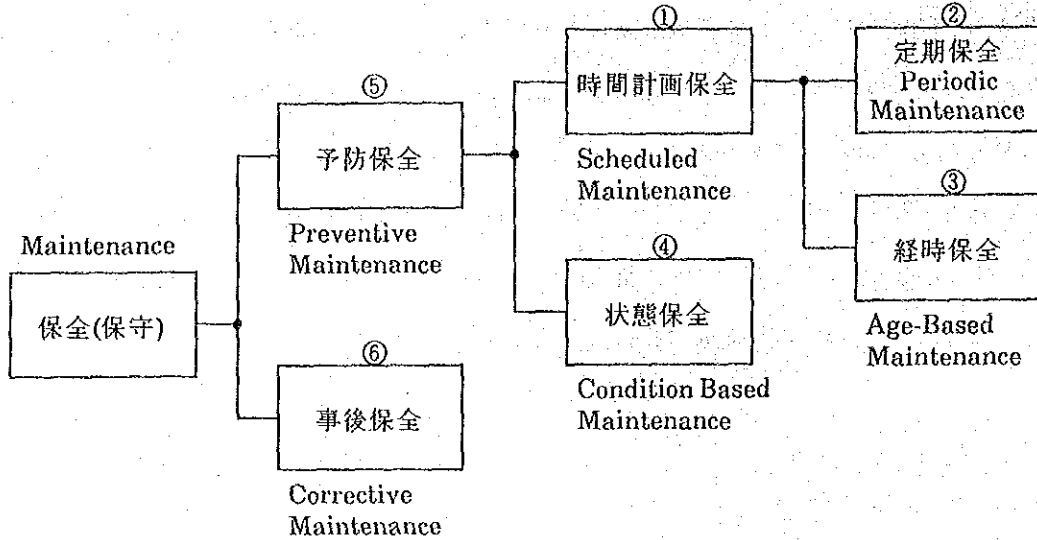 Maintenance
保全(保守)
⑤
予防保全
Preventive
Maintenance
⑥
事後保全
Corrective
Maintenance
①
時間計画保全
Scheduled
Maintenance
④
状態保全
Condition Based
Maintenance
②
定期保全
Periodic
Maintenance
③
経時保全
Age-Based
Maintenance